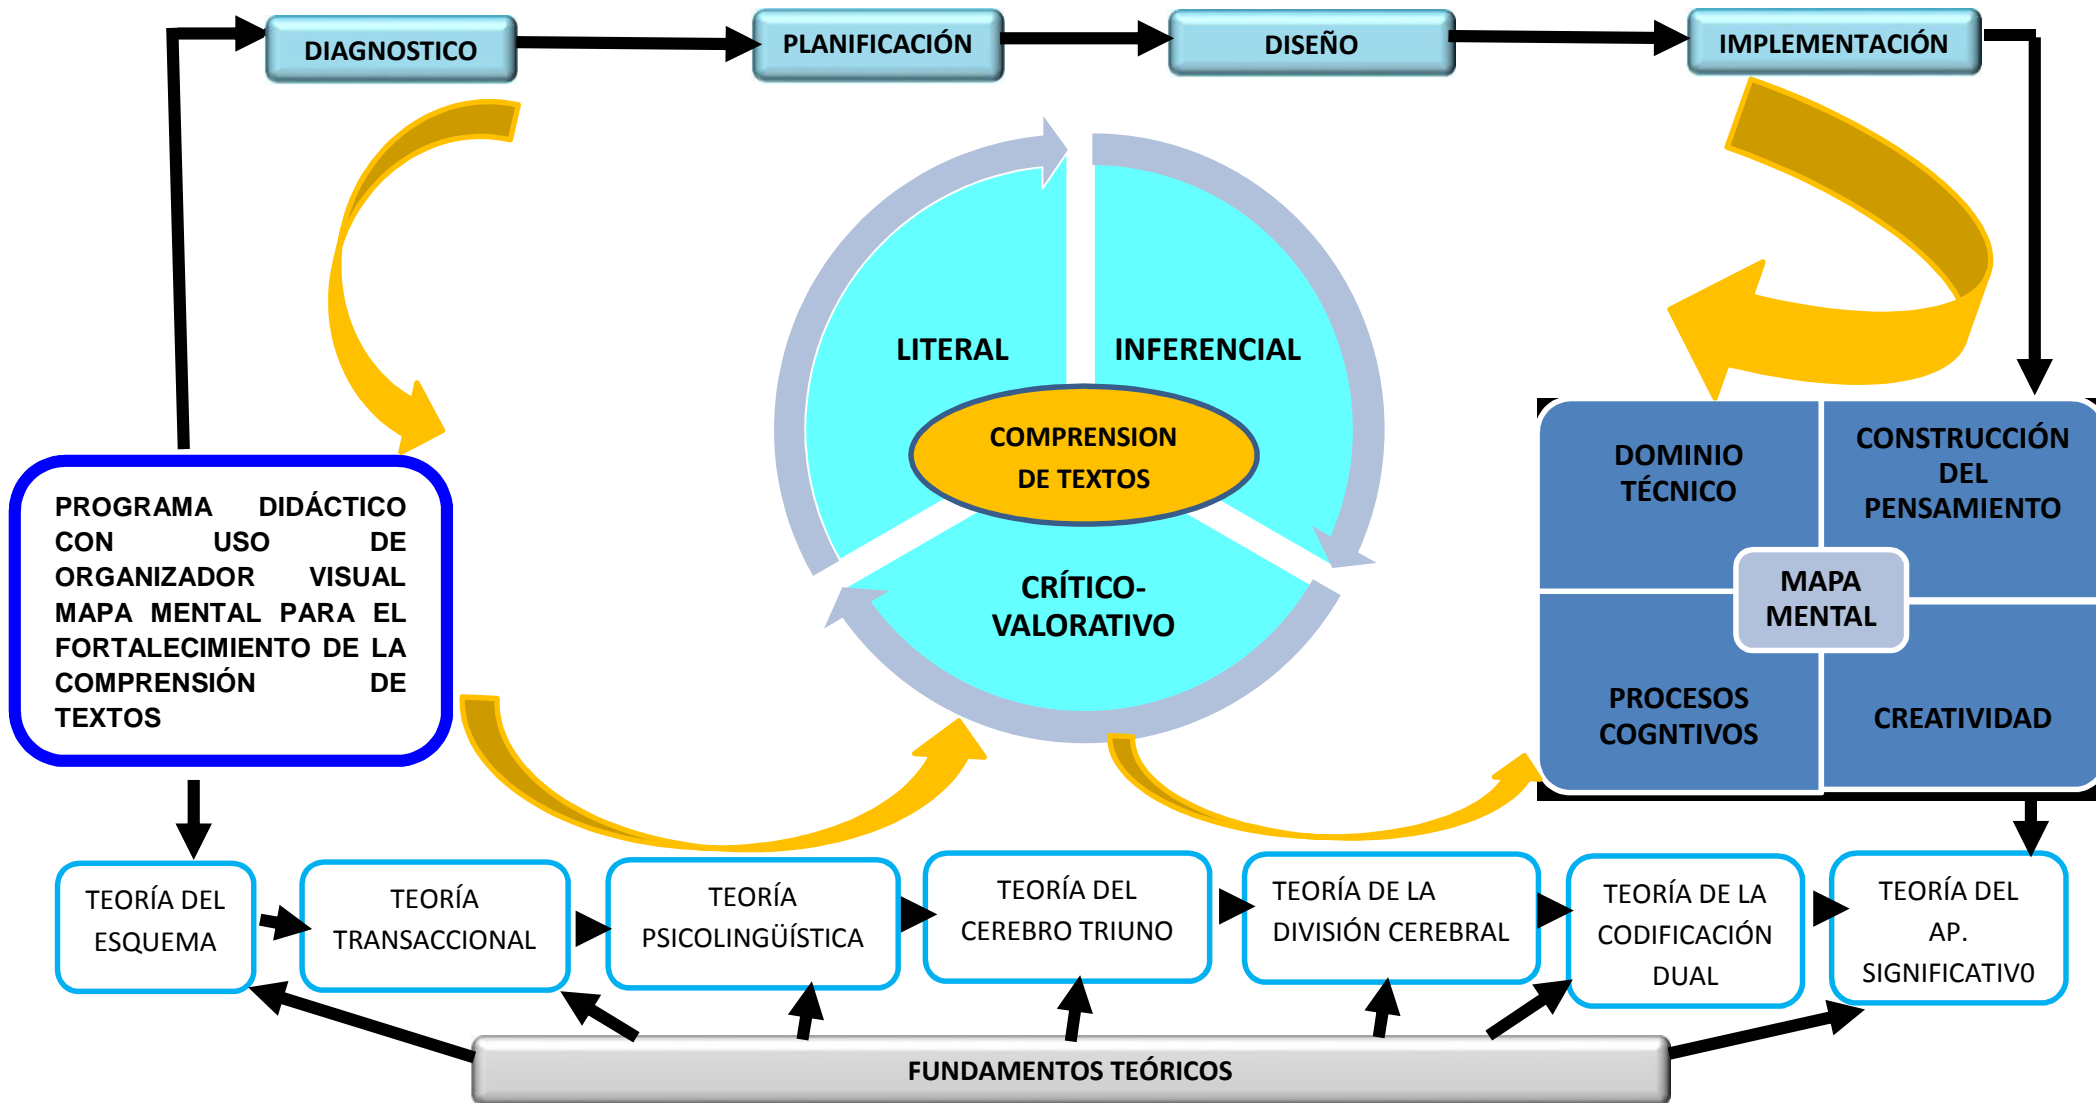 DIAGNOSTICO
PLANIFICACIÓN
DISEÑO
IMPLEMENTACIÓN
LITERAL
INFERENCIAL
COMPRENSION
DE TEXTOS
CRÍTICO-
VALORATIVO
DOMINIO
TÉCNICO
CONSTRUCCIÓN
DEL
PENSAMIENTO
MAPA
MENTAL
PROCESOS
COGNTIVOS
CREATIVIDAD
PROGRAMA DIDÁCTICO
CON USO DE
ORGANIZADOR VISUAL
MAPA MENTAL PARA EL
FORTALECIMIENTO DE LA
COMPRENSIÓN DE
TEXTOS
TEORÍA DEL
ESQUEMA
TEORÍA
TRANSACCIONAL
TEORÍA
PSICOLINGÜÍSTICA
TEORÍA DEL
CEREBRO TRIUNO
TEORÍA DE LA
DIVISIÓN CEREBRAL
TEORÍA DE LA
CODIFICACIÓN
DUAL
TEORÍA DEL
AP.
SIGNIFICATIV0
FUNDAMENTOS TEÓRICOS